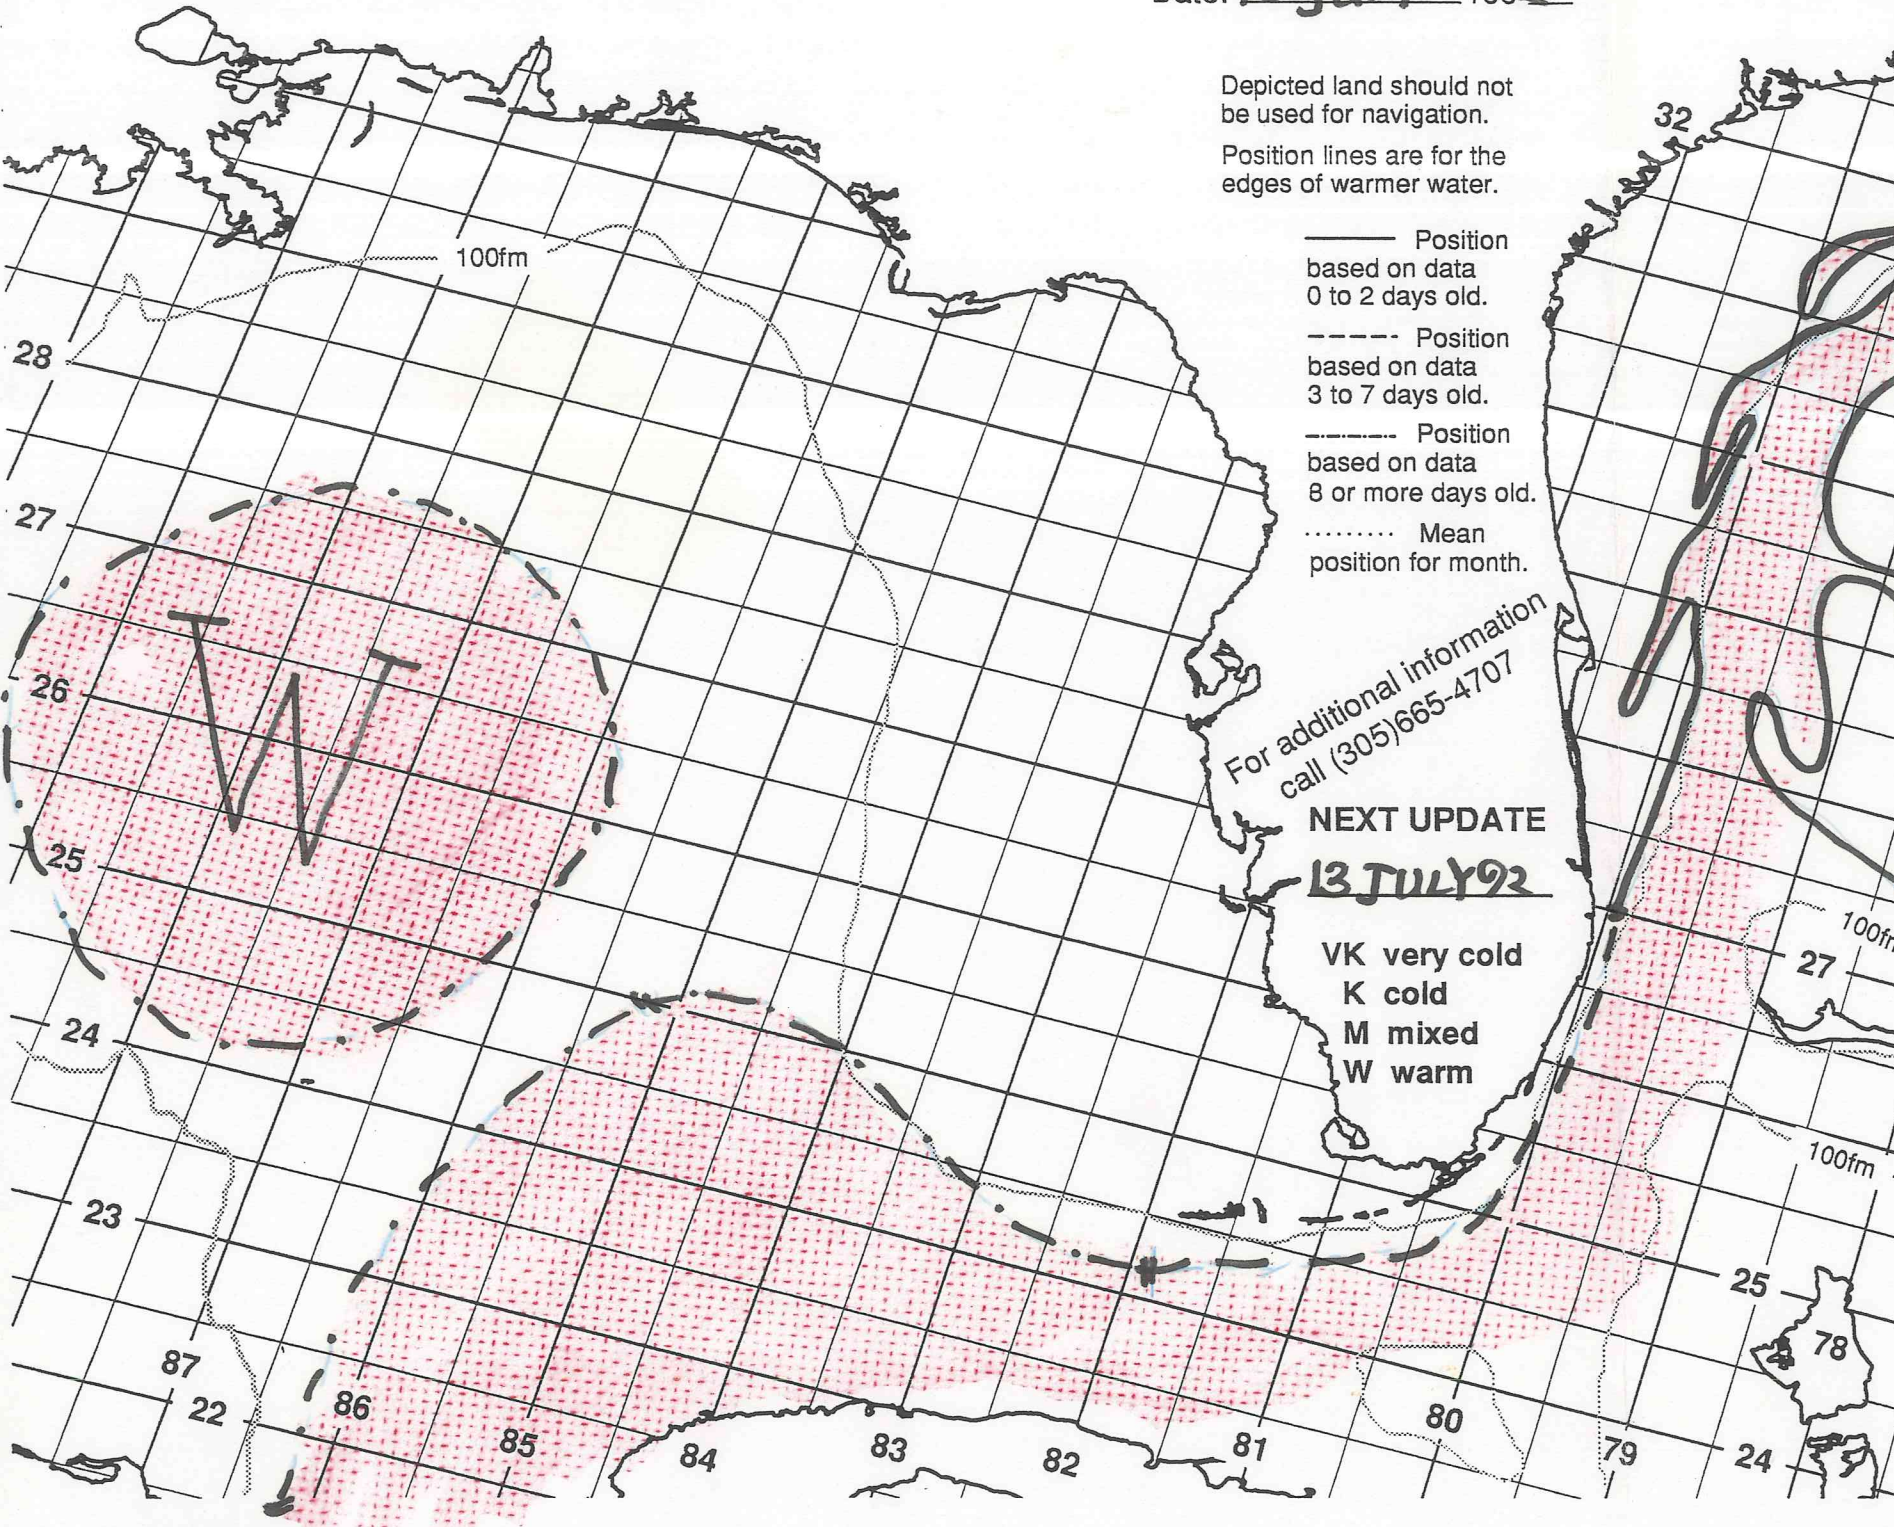 Depicted land should not
be used for navigation.
Position lines are for the
edges of warmer water.
Position
based on data
0 to 2 days old.
Position
based on data
3 to 7 days old.
Position
based on data
8 or more days old.
Mean
position for month.
For additional information
call (305)665-4707
NEXT UPDATE
13 JULY 92
VK very cold
K cold
M mixed
W warm
32
100fm
28
27
26
25
24
23
22
W
100fm
27
100fm
25
24
87
86
85
84
83
82
81
80
79
78